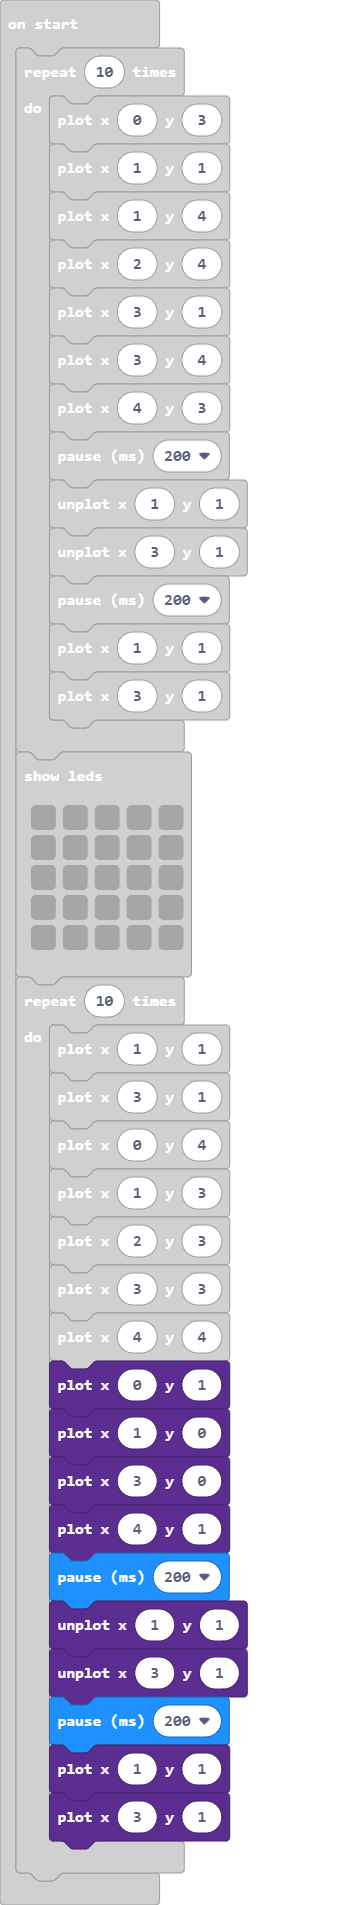 on start
repeat 10 times
do
plot x 0 y 3
plot x 1 y 1
plot x 1 y 4
plot x 2 y 4
plot x 3 y 1
plot x 3 y 4
plot x 4 y 3
pause (ms) 200
unplot x 1 y 1
unplot x 3 y 1
pause (ms) 200
plot x 1 y 1
plot x 3 y 1
show leds
repeat 10 times
do
plot x 1 y 1
plot x 3 y 1
plot x 0 y 4
plot x 1 y 3
plot x 2 y 3
plot x 3 y 3
plot x 4 y 4
plot x 0 y 1
plot x 1 y 0
plot x 3 y 0
plot x 4 y 1
pause (ms) 200
unplot x 1 y 1
unplot x 3 y 1
pause (ms) 200
plot x 1 y 1
plot x 3 y 1